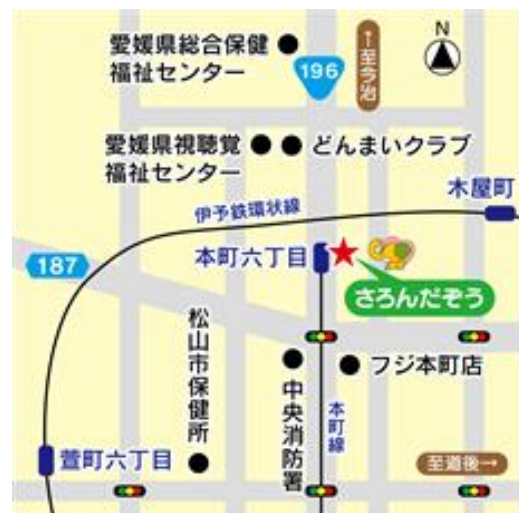 愛媛県総合保健
福祉センター
196
↑至今治
N
愛媛県視聴覚
福祉センター
どんまいクラブ
木屋町
伊予鉄環状線
本町六丁目
187
さろんだぞう
松山市保健所
中央消防署
フジ本町店
本町線
萱町六丁目
至道後→